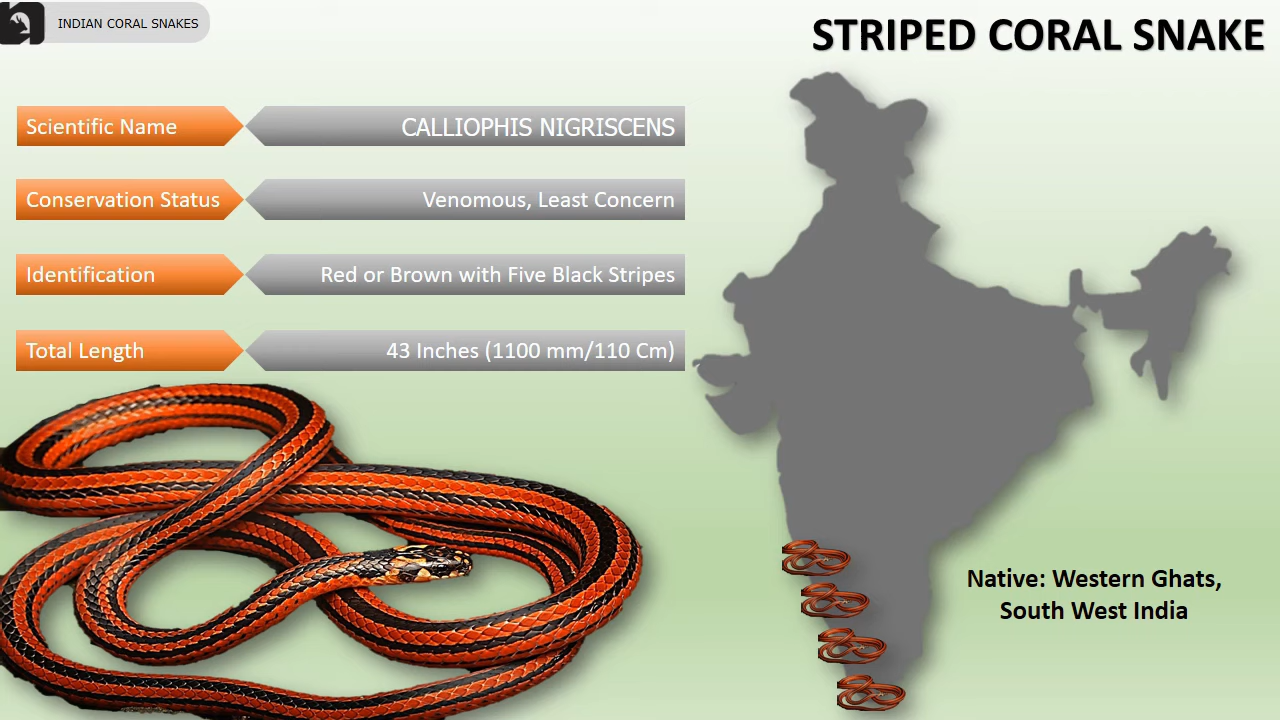 INDIAN CORAL SNAKES
STRIPED CORAL SNAKE
Scientific Name
CALLIOPHIS NIGRISCENS
Conservation Status
Venomous, Least Concern
Identification
Red or Brown with Five Black Stripes
Total Length
43 Inches (1100 mm/110 Cm)
Native: Western Ghats,
South West India